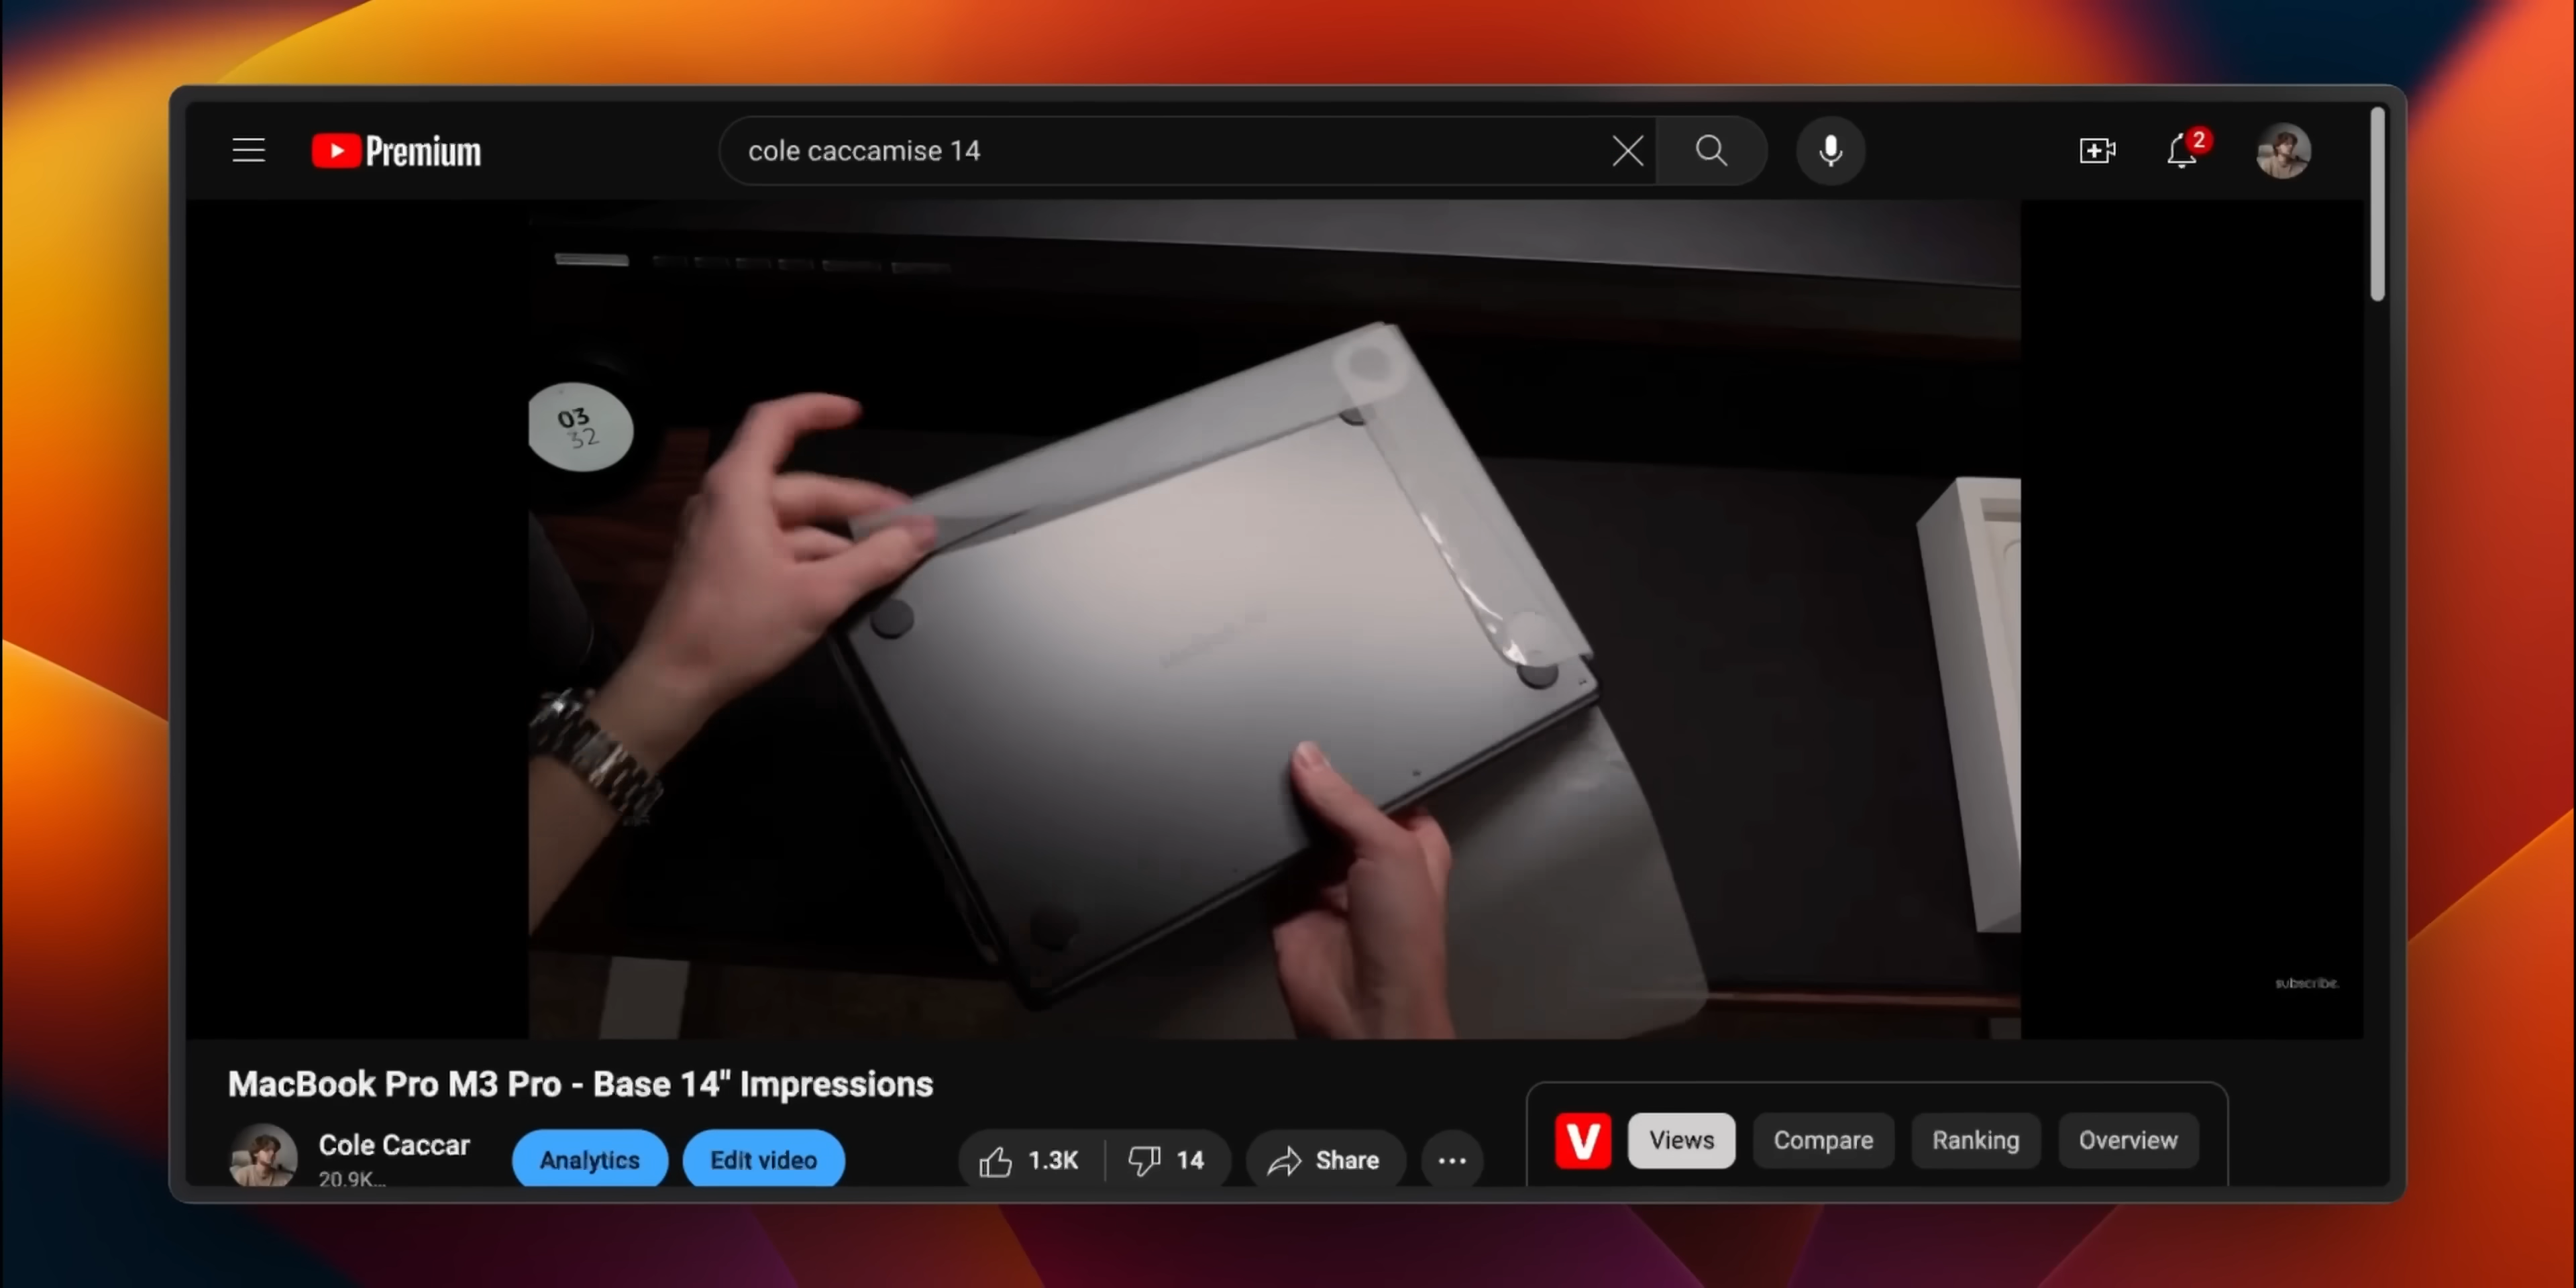 Premium
cole caccamise 14
2
03
32
subscribe.
MacBook Pro M3 Pro - Base 14" Impressions
Cole Caccar
20.9K...
Analytics
Edit video
1.3K
14
Share
V
Views
Compare
Ranking
Overview